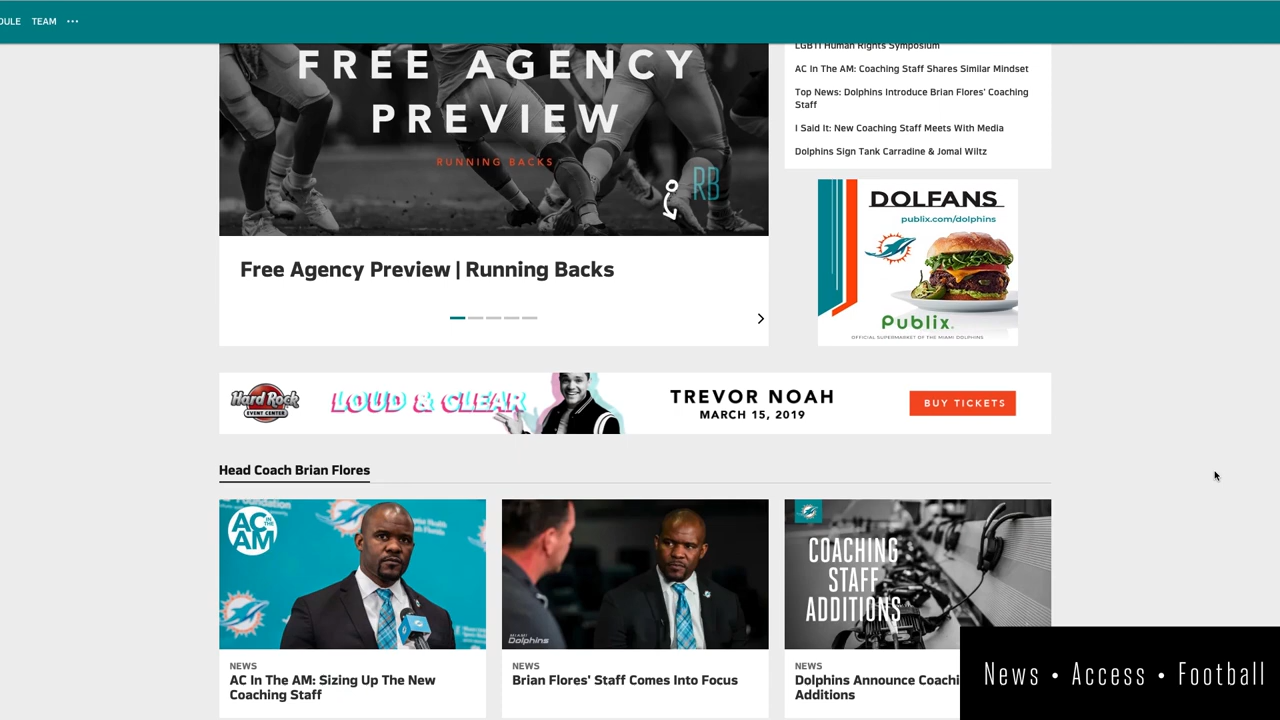 DULE TEAM
FREE AGENCY
PREVIEW
RUNNING BACKS
RB
Free Agency Preview | Running Backs
LGBTI Human Rights Symposium
AC In The AM: Coaching Staff Shares Similar Mindset
Top News: Dolphins Introduce Brian Flores' Coaching
Staff
I Said It: New Coaching Staff Meets With Media
Dolphins Sign Tank Carradine & Jomal Wiltz
DOLFANS
publix.com/dolphins
Publix.
OFFICIAL SUPERMARKET OF THE MIAMI DOLPHINS
Hard Rock
EVENT CENTER
LOUD & CLEAR
TREVOR NOAH
MARCH 15, 2019
BUY TICKETS
Head Coach Brian Flores
AC
IN THE
AM
NEWS
AC In The AM: Sizing Up The New
Coaching Staff
MIAMI
Dolphins
NEWS
Brian Flores' Staff Comes Into Focus
COACHING
STAFF
ADDITIONS
NEWS
Dolphins Announce Coachi
Additions
News • Access • Football